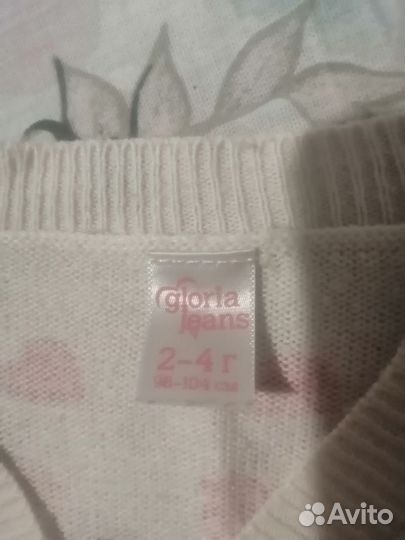 gloria
jeans
2-4 г
98-104 см
Avito